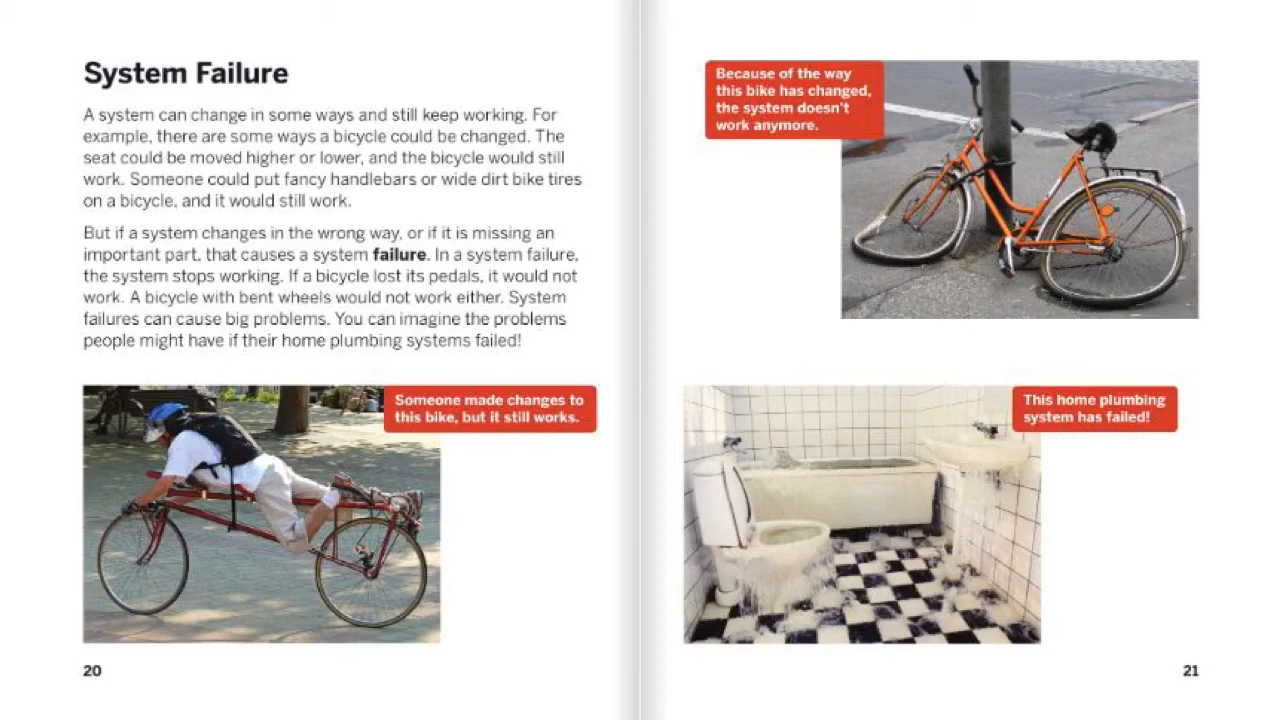 System Failure
A system can change in some ways and still keep working. For
example, there are some ways a bicycle could be changed. The
seat could be moved higher or lower, and the bicycle would still
work. Someone could put fancy handlebars or wide dirt bike tires
on a bicycle, and it would still work.
But if a system changes in the wrong way, or if it is missing an
important part, that causes a system failure. In a system failure,
the system stops working. If a bicycle lost its pedals, it would not
work. A bicycle with bent wheels would not work either. System
failures can cause big problems. You can imagine the problems
people might have if their home plumbing systems failed!
Someone made changes to
this bike, but it still works.
20
Because of the way
this bike has changed,
the system doesn't
work anymore.
This home plumbing
system has failed!
21